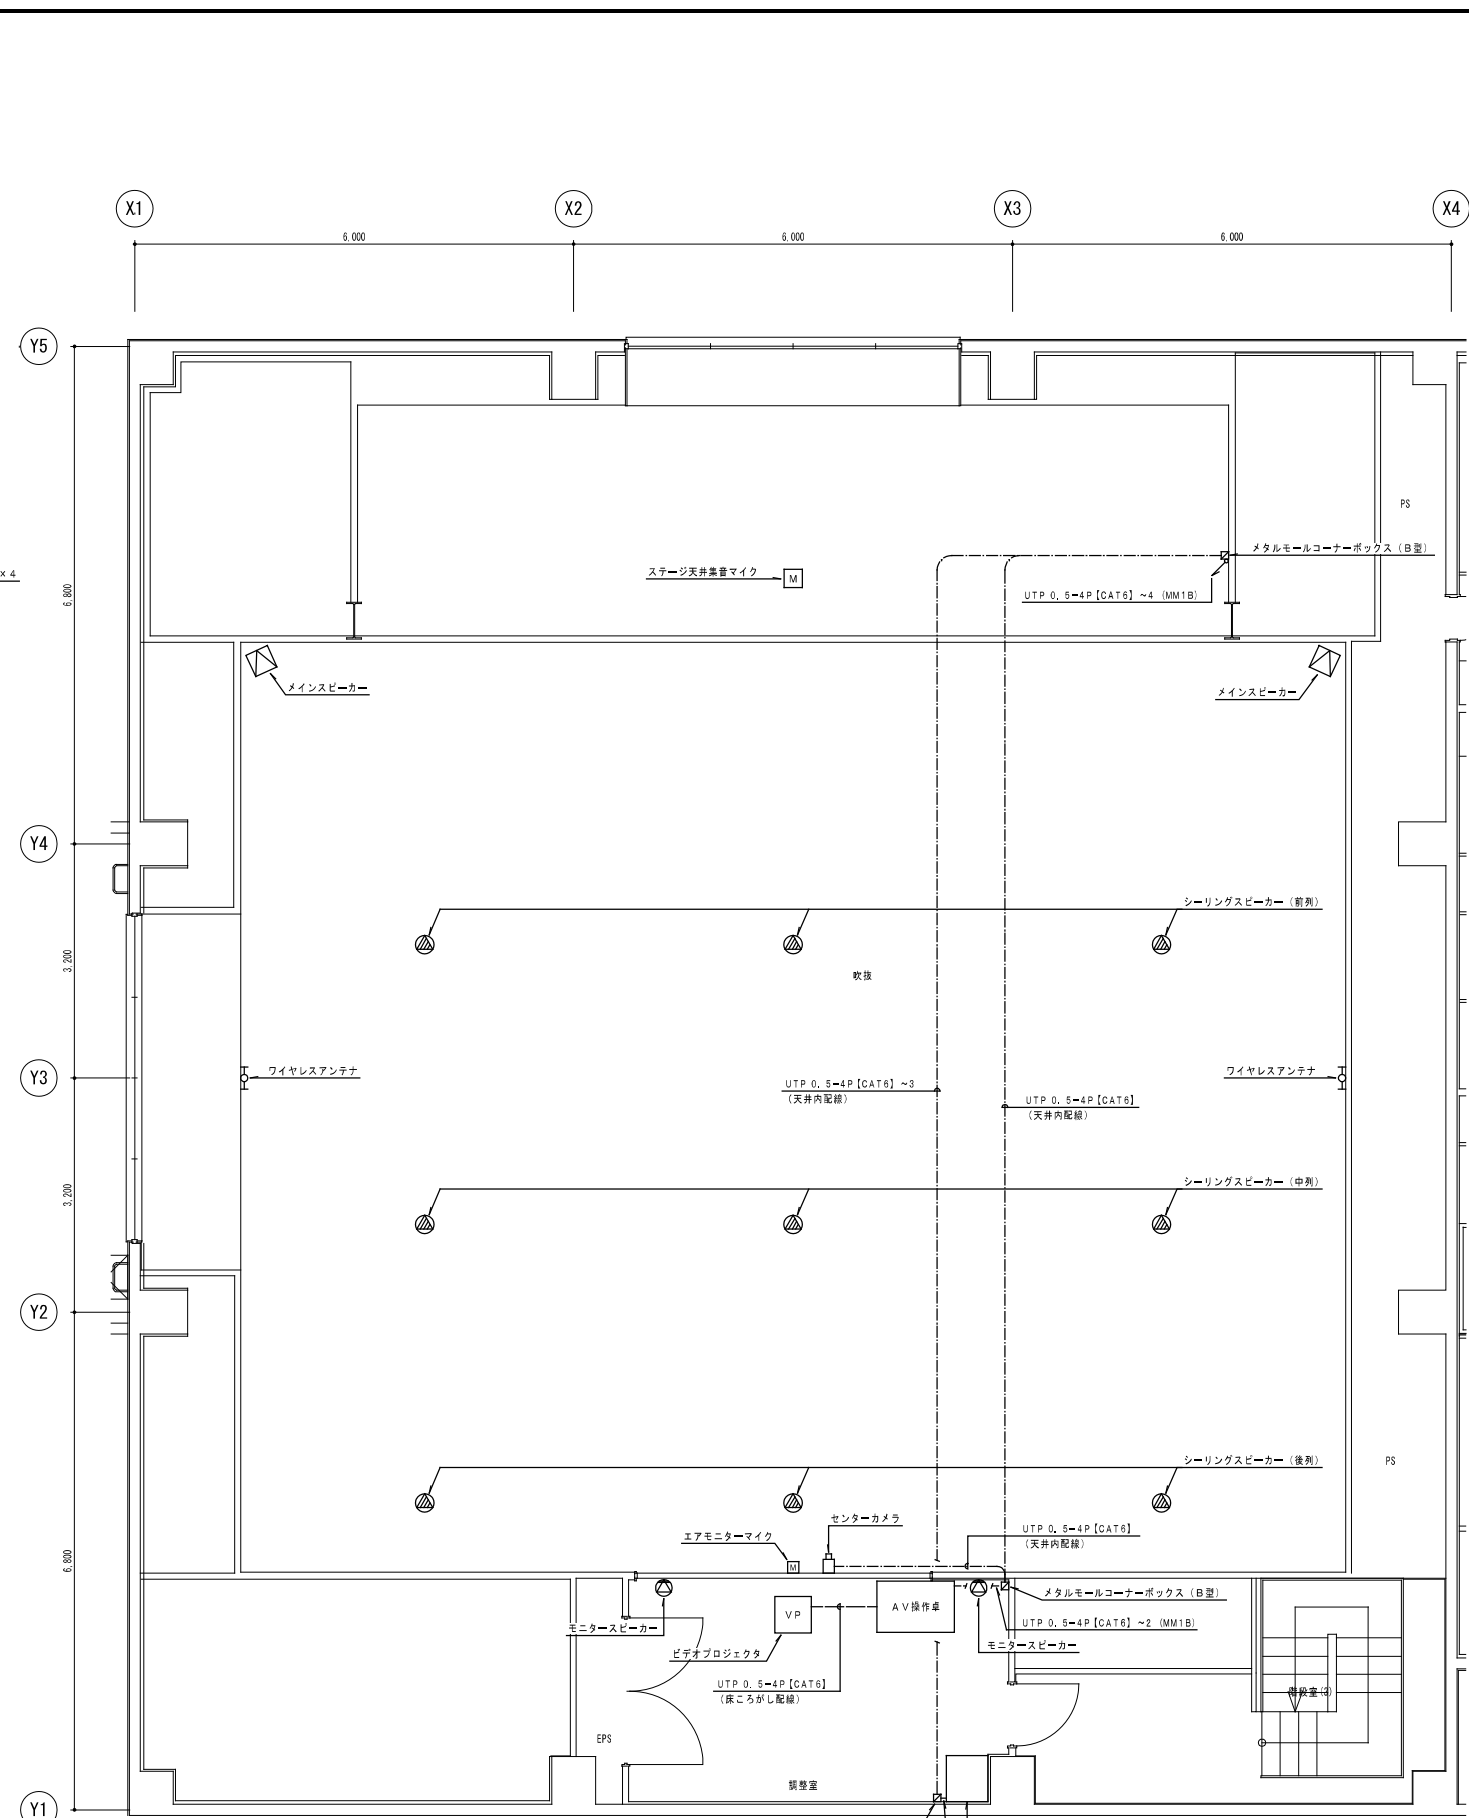 X1
X2
X3
X4
6,000
6,000
6,000
Y5
PS
メタルモールコーナーボックス（B型）
×4
ステージ天井集音マイク
M
6,800
UTP 0.5-4P【CAT6】~4 (MM1B)
メインスピーカー
メインスピーカー
Y4
シーリングスピーカー（前列）
3,200
吹抜
Y3
ワイヤレスアンテナ
ワイヤレスアンテナ
UTP 0.5-4P【CAT6】~3
（天井内配線）
UTP 0.5-4P【CAT6】
（天井内配線）
3,200
シーリングスピーカー（中列）
Y2
シーリングスピーカー（後列）
PS
センターカメラ
エアモニターマイク
UTP 0.5-4P【CAT6】
（天井内配線）
6,800
M
メタルモールコーナーボックス（B型）
VP
AV操作卓
UTP 0.5-4P【CAT6】~2 (MM1B)
モニタースピーカー
モニタースピーカー
ビデオプロジェクタ
UTP 0.5-4P【CAT6】
（床ころがし配線）
階段室(3)
EPS
調整室
Y1